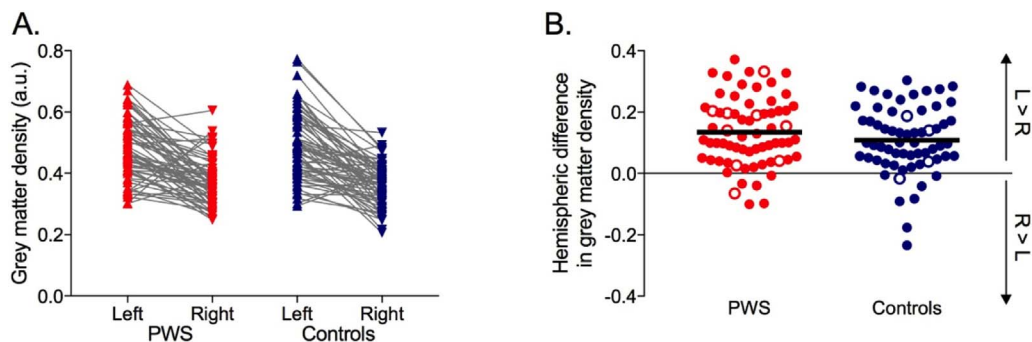 A.
Grey matter density (a.u.)
0.8
0.6
0.4
0.2
0.0
Left
Right
Left
Right
PWS
Controls
B.
Hemispheric difference
in grey matter density
0.4
0.2
0.0
-0.2
-0.4
PWS
Controls
L > R
R > L